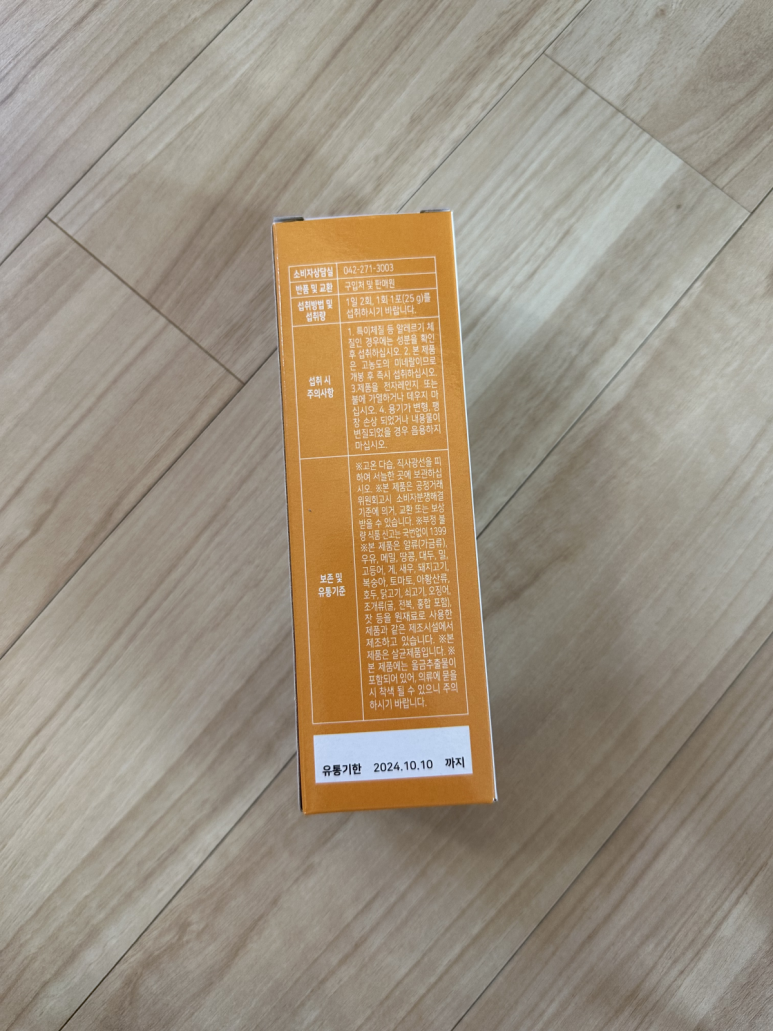 소비자상담실 042-271-3003
반품 및 교환 구입처 및 판매원
섭취방법 및 섭취량
1일 2회, 1회 1포(25 g)를
섭취하시기 바랍니다.
섭취 시
주의사항
1. 특이체질 등 알레르기 체
질인 경우에는 성분을 확인
후 섭취하십시오. 2. 본 제품
은 고농도의 미네랄이므로
개봉 후 즉시 섭취하십시오.
3.제품을 전자레인지 또는
불에 가열하거나 데우지 마
십시오. 4. 용기가 변형, 팽
창 손상 되었거나 내용물이
변질되었을 경우 음용하지
마십시오.
보존 및
유통기준
※고온 다습, 직사광선을 피
하여 서늘한 곳에 보관하십
시오. ※본 제품은 공정거래
위원회고시 소비자분쟁해결
기준에 의거, 교환 또는 보상
받을 수 있습니다. ※부정 불
량 식품 신고는 국번없이 1399
※본 제품은 알류(가금류),
우유, 메밀, 땅콩, 대두, 밀,
고등어, 게, 새우, 돼지고기,
복숭아, 토마토, 아황산류,
호두, 닭고기, 쇠고기, 오징어,
조개류(굴, 전복, 홍합 포함),
잣 등을 원재료로 사용한
제품과 같은 제조시설에서
제조하고 있습니다. ※본
제품은 살균제품입니다. ※
본 제품에는 울금추출물이
포함되어 있어, 의류에 묻을
시 착색 될 수 있으니 주의
하시기 바랍니다.
유통기한 2024.10.10 까지